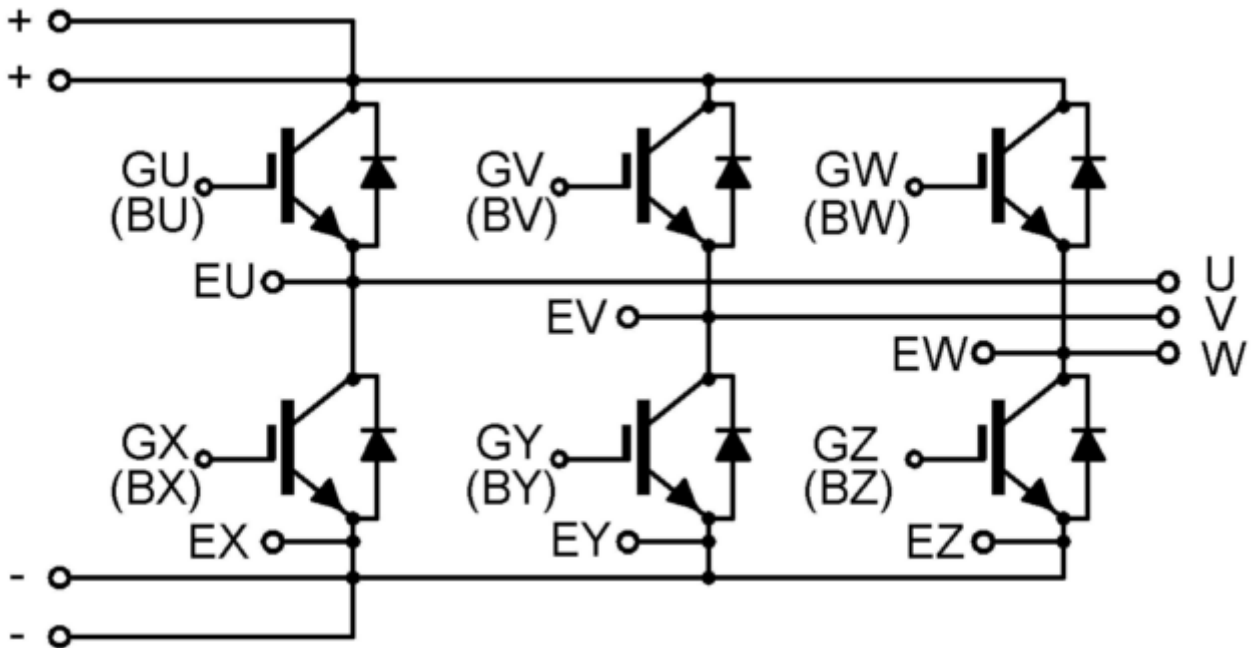 +
+
GU
(BU)
GV
(BV)
GW
(BW)
EU
U
EV
V
EW
W
GX
(BX)
GY
(BY)
GZ
(BZ)
EX
EY
EZ
-
-